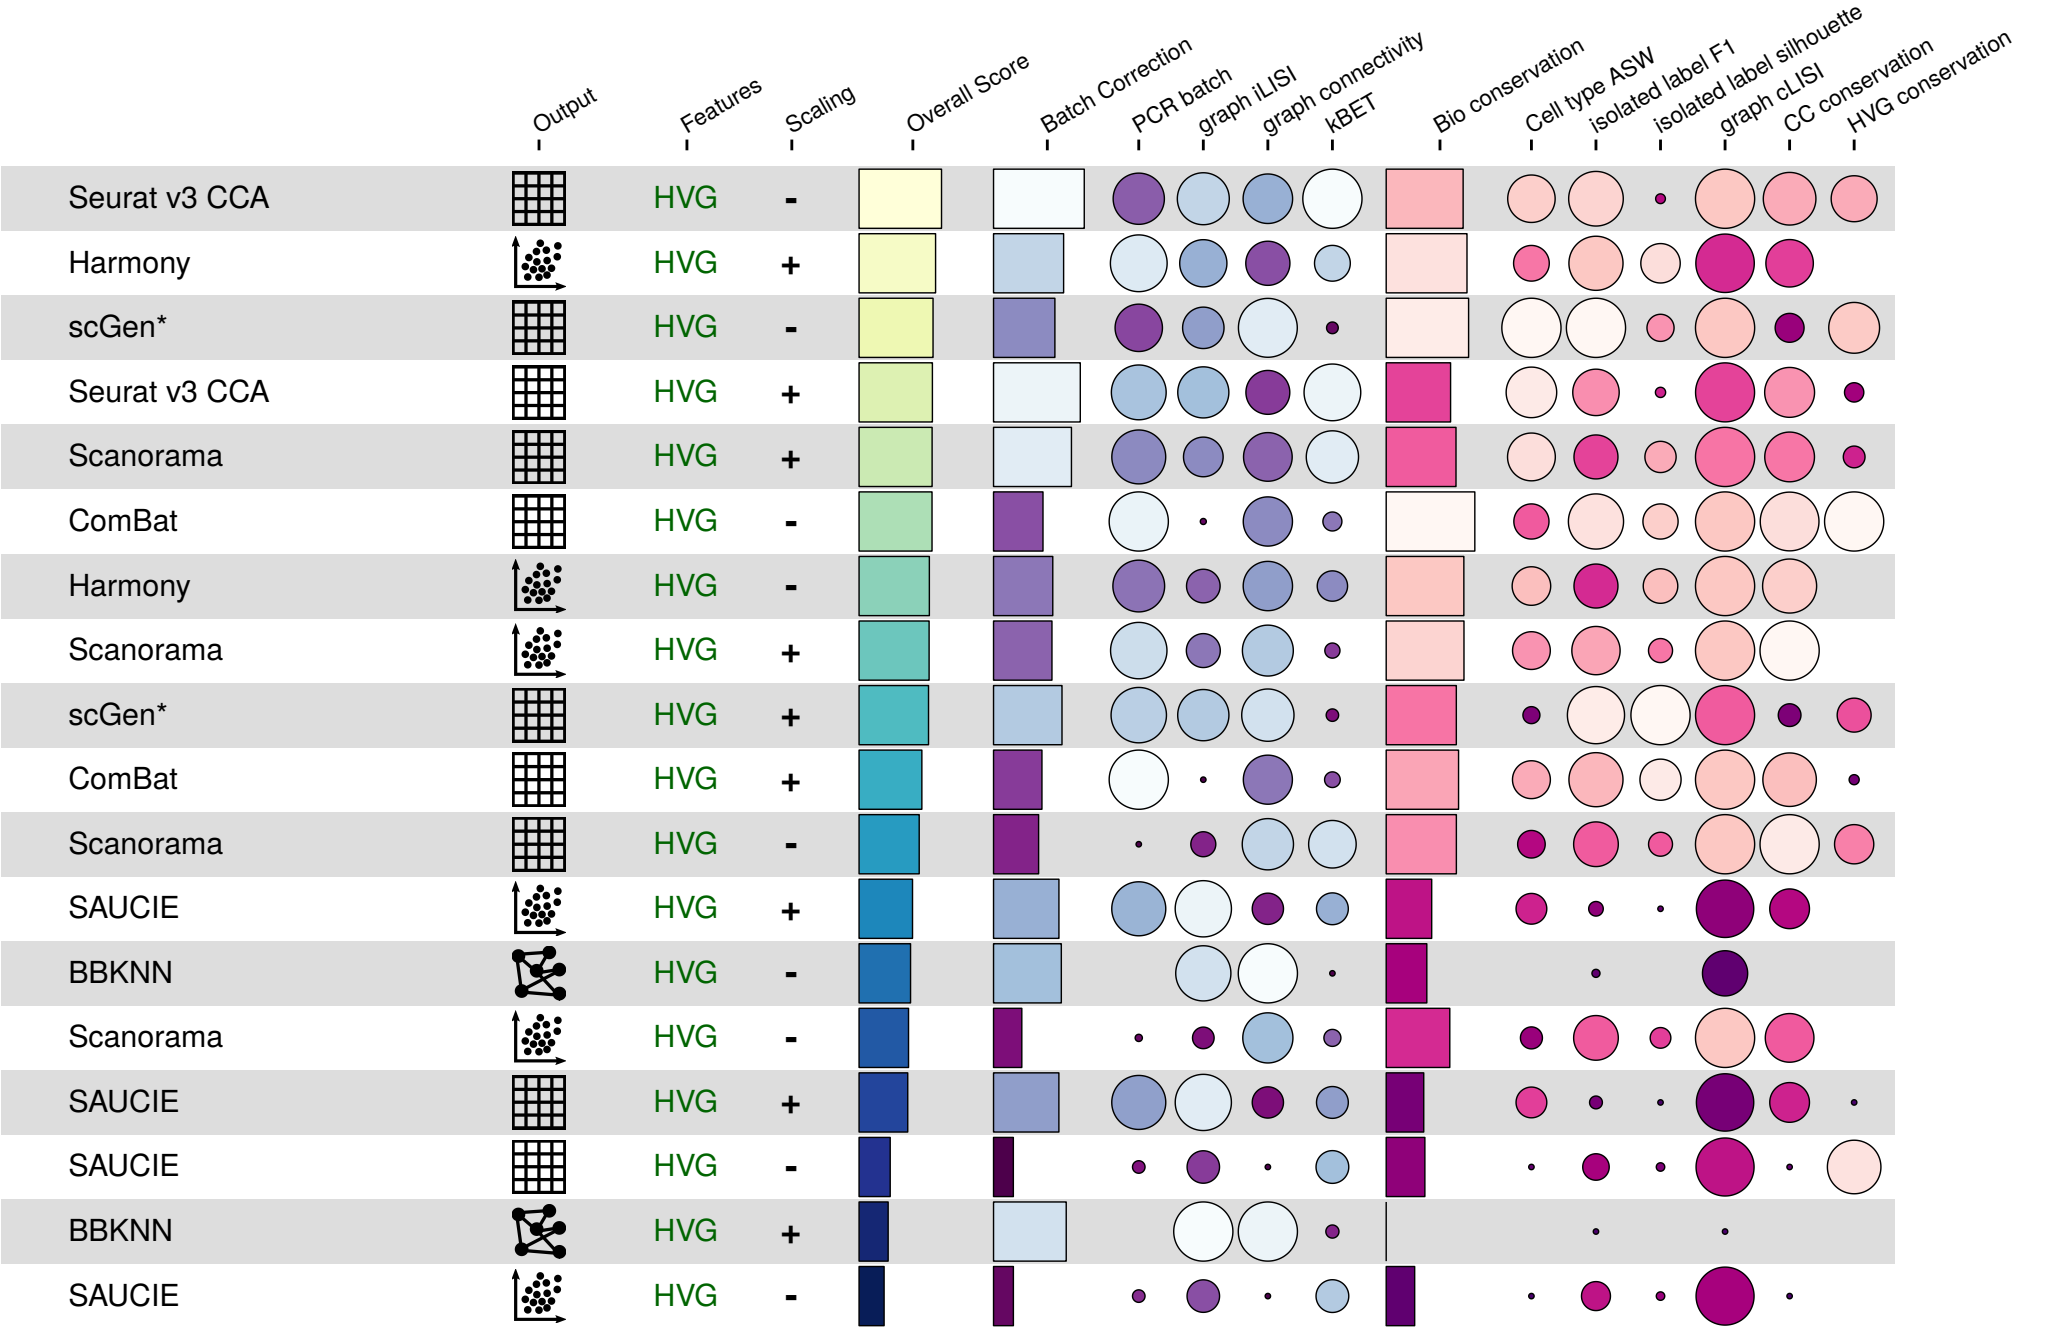 Output Features Scaling Overall Score Batch Correction PCR batch graph iLISI graph connectivity kBET Bio conservation Cell type ASW isolated label F1 isolated label silhouette graph cLISI CC conservation HVG conservation
Seurat v3 CCA HVG -
Harmony HVG +
scGen* HVG -
Seurat v3 CCA HVG +
Scanorama HVG +
ComBat HVG -
Harmony HVG -
Scanorama HVG +
scGen* HVG +
ComBat HVG +
Scanorama HVG -
SAUCIE HVG +
BBKNN HVG -
Scanorama HVG -
SAUCIE HVG +
SAUCIE HVG -
BBKNN HVG +
SAUCIE HVG -